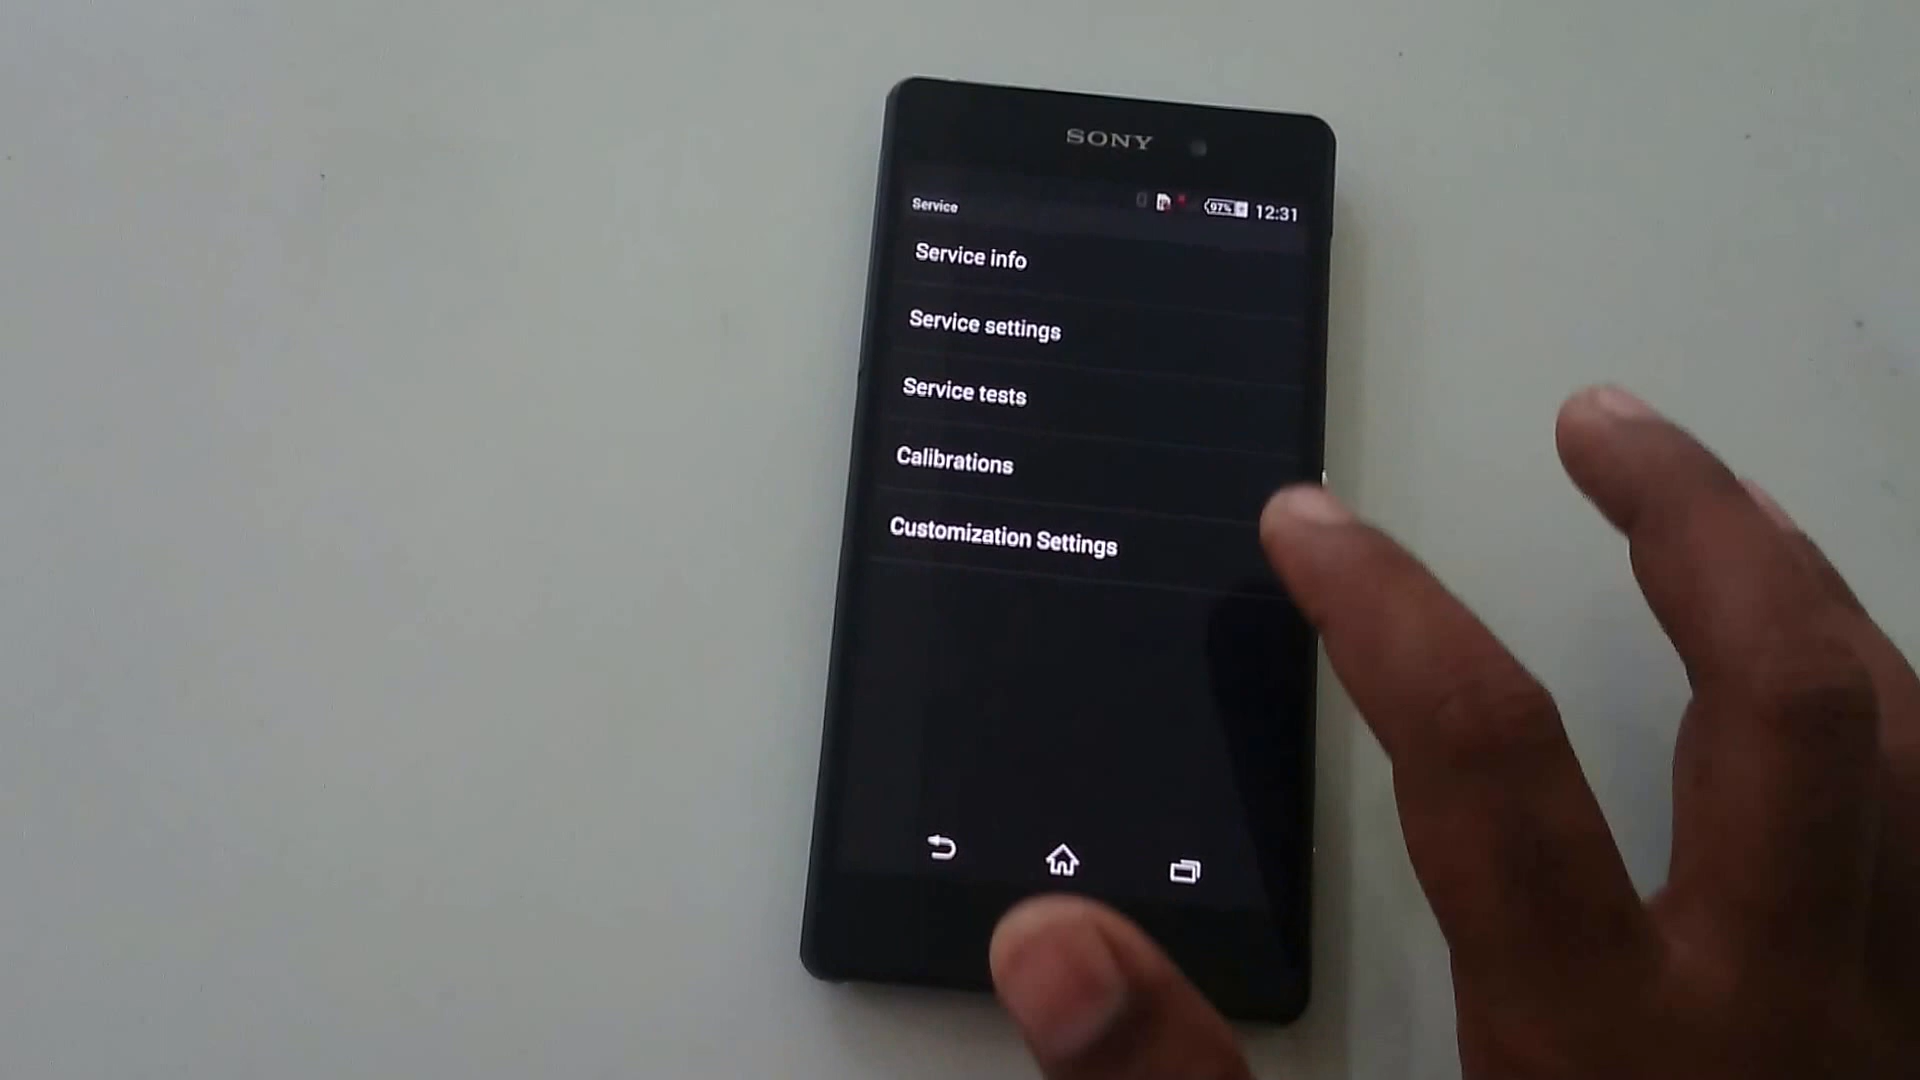 SONY
Service 97% 12:31
Service info
Service settings
Service tests
Calibrations
Customization Settings